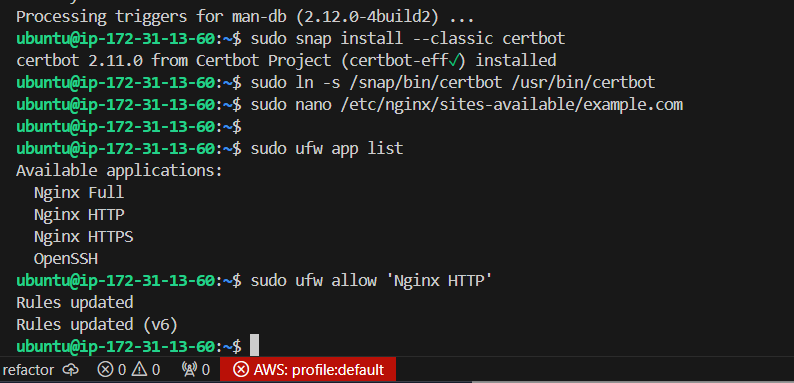 Processing triggers for man-db (2.12.0-4build2) ...
ubuntu@ip-172-31-13-60:~$ sudo snap install --classic certbot
certbot 2.11.0 from Certbot Project (certbot-eff✓) installed
ubuntu@ip-172-31-13-60:~$ sudo ln -s /snap/bin/certbot /usr/bin/certbot
ubuntu@ip-172-31-13-60:~$ sudo nano /etc/nginx/sites-available/example.com
ubuntu@ip-172-31-13-60:~$
ubuntu@ip-172-31-13-60:~$ sudo ufw app list
Available applications:
  Nginx Full
  Nginx HTTP
  Nginx HTTPS
  OpenSSH
ubuntu@ip-172-31-13-60:~$ sudo ufw allow 'Nginx HTTP'
Rules updated
Rules updated (v6)
ubuntu@ip-172-31-13-60:~$
refactor 0 0 0 AWS: profile:default